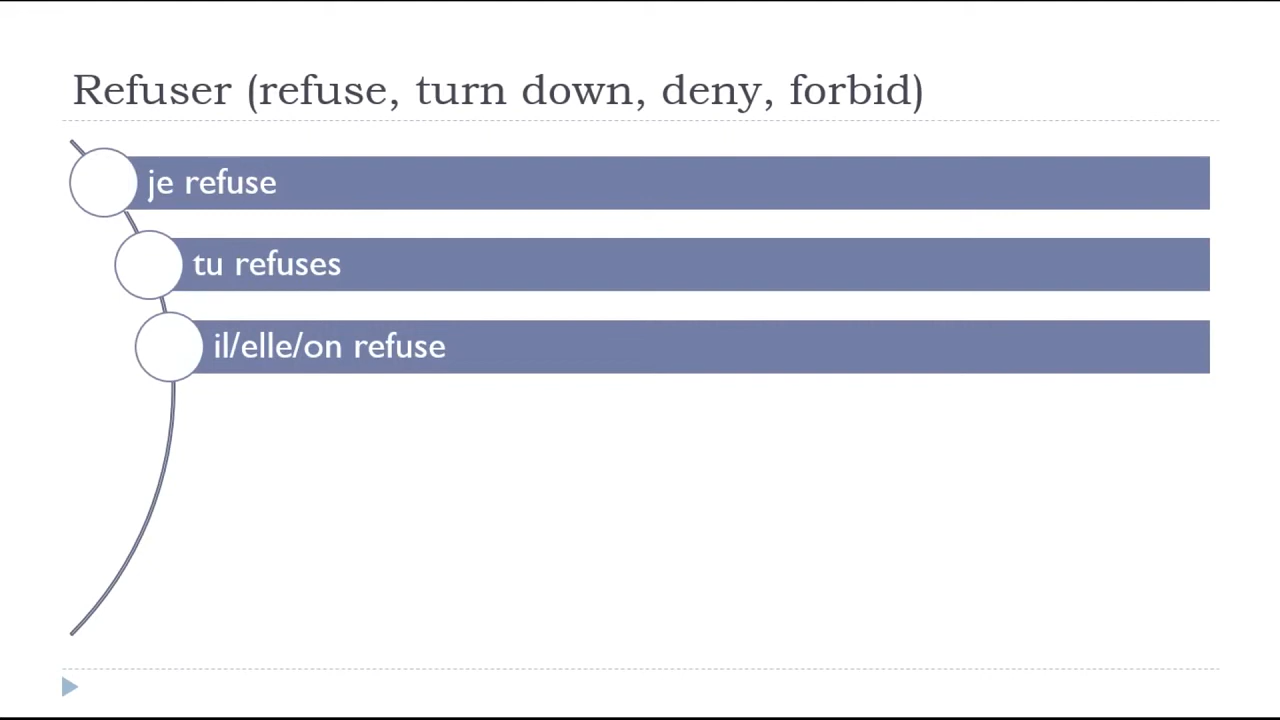 Refuser (refuse, turn down, deny, forbid)
je refuse
tu refuses
il/elle/on refuse